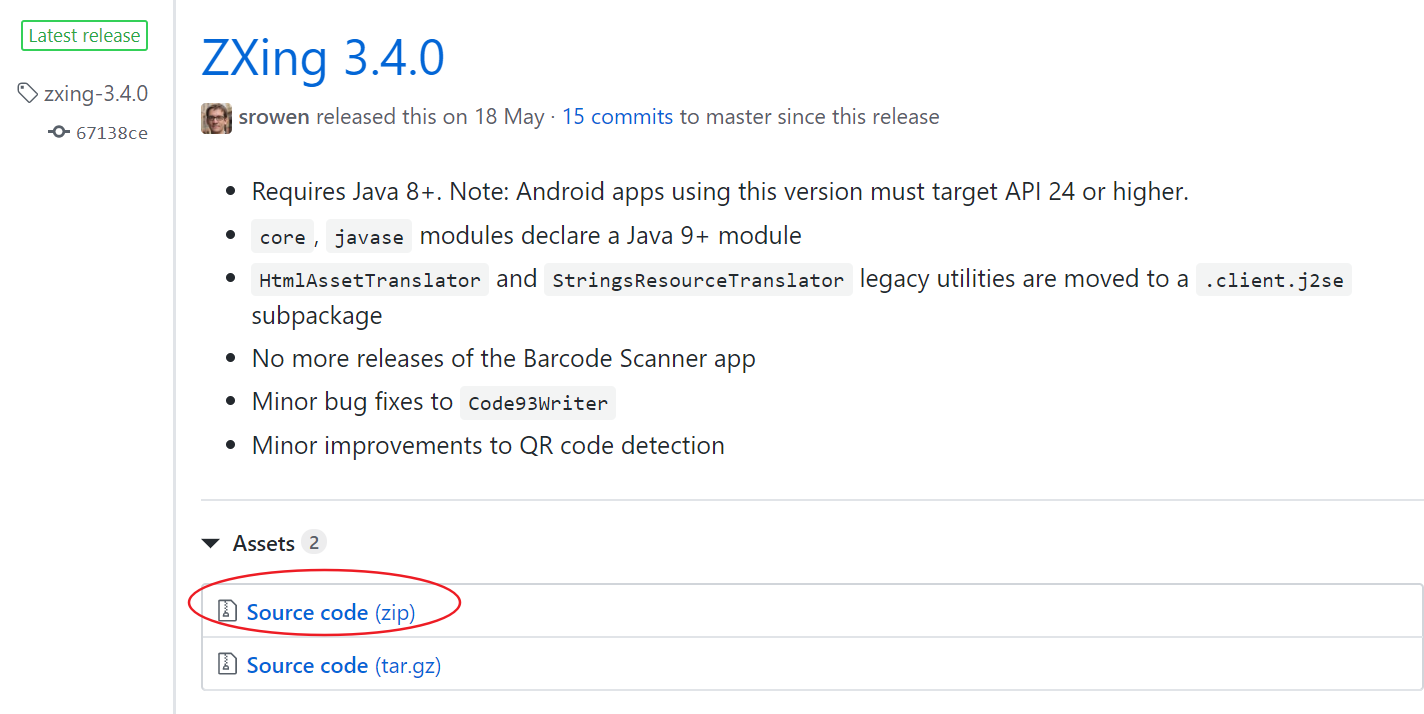 Latest release
zxing-3.4.0
67138ce
ZXing 3.4.0
srowen released this on 18 May · 15 commits to master since this release
Requires Java 8+. Note: Android apps using this version must target API 24 or higher.
core, javase modules declare a Java 9+ module
HtmlAssetTranslator and StringsResourceTranslator legacy utilities are moved to a .client.j2se
subpackage
No more releases of the Barcode Scanner app
Minor bug fixes to Code93Writer
Minor improvements to QR code detection
Assets 2
Source code (zip)
Source code (tar.gz)